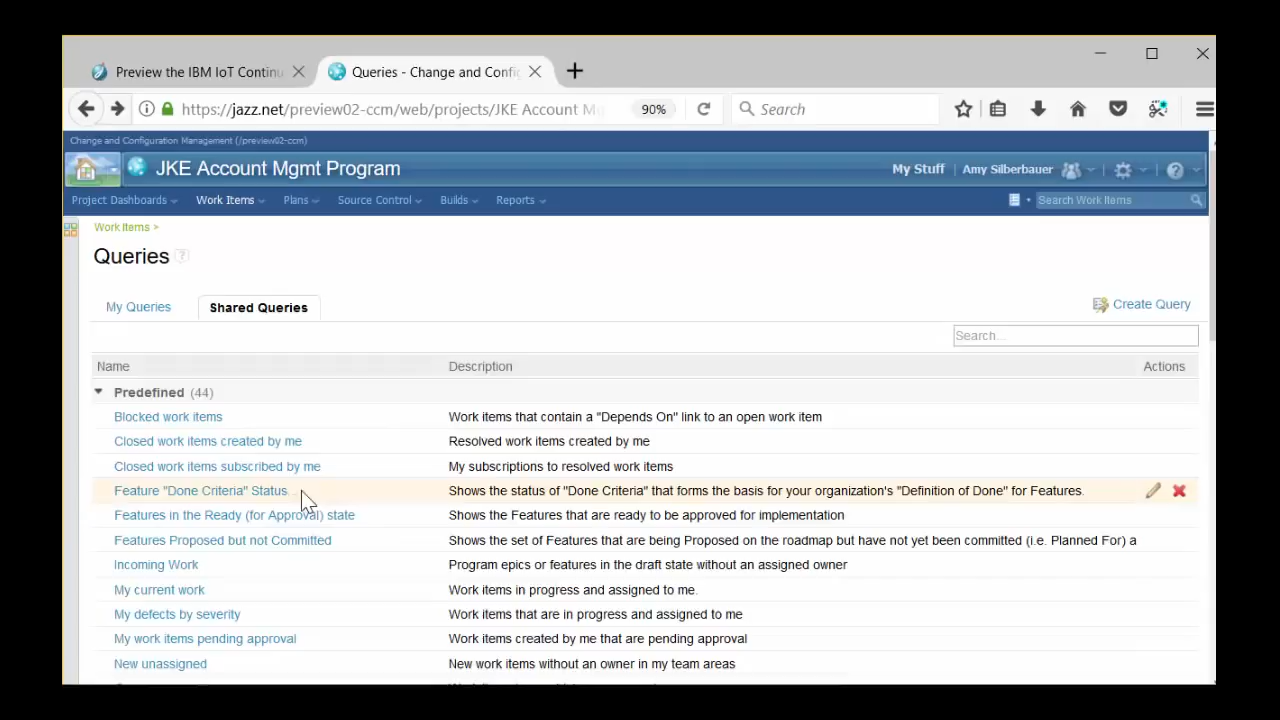 Preview the IBM IoT Continu
Queries - Change and Config
https://jazz.net/preview02-ccm/web/projects/JKE Account Mg
90%
Search
Change and Configuration Management (/preview02-ccm)
JKE Account Mgmt Program
My Stuff
Amy Silberbauer
Project Dashboards
Work Items
Plans
Source Control
Builds
Reports
Search Work Items
Work Items >
Queries
My Queries
Shared Queries
Create Query
Search...
Name Description Actions
Predefined (44)
Blocked work items Work items that contain a "Depends On" link to an open work item
Closed work items created by me Resolved work items created by me
Closed work items subscribed by me My subscriptions to resolved work items
Feature "Done Criteria" Status Shows the status of "Done Criteria" that forms the basis for your organization's "Definition of Done" for Features.
Features in the Ready (for Approval) state Shows the Features that are ready to be approved for implementation
Features Proposed but not Committed Shows the set of Features that are being Proposed on the roadmap but have not yet been committed (i.e. Planned For) a
Incoming Work Program epics or features in the draft state without an assigned owner
My current work Work items in progress and assigned to me.
My defects by severity Work items that are in progress and assigned to me
My work items pending approval Work items created by me that are pending approval
New unassigned New work items without an owner in my team areas